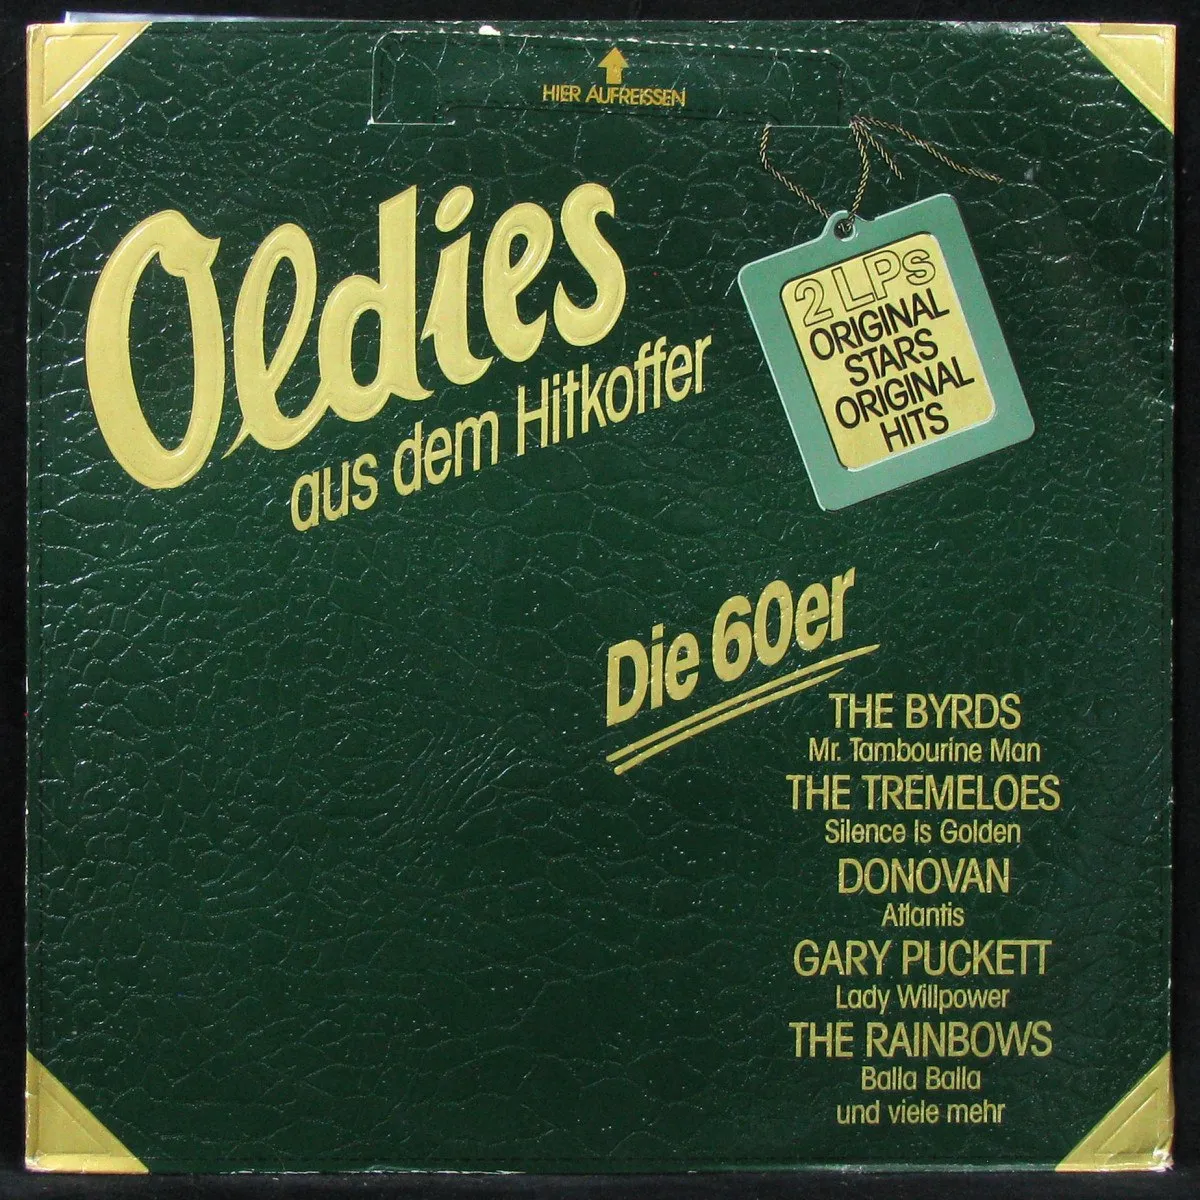 HIER AUFREISSEN
Oldies
aus dem Hitkoffer
2 LPs
ORIGINAL
STARS
ORIGINAL
HITS
Die 60er
THE BYRDS
Mr. Tambourine Man
THE TREMELOES
Silence Is Golden
DONOVAN
Atlantis
GARY PUCKETT
Lady Willpower
THE RAINBOWS
Balla Balla
und viele mehr